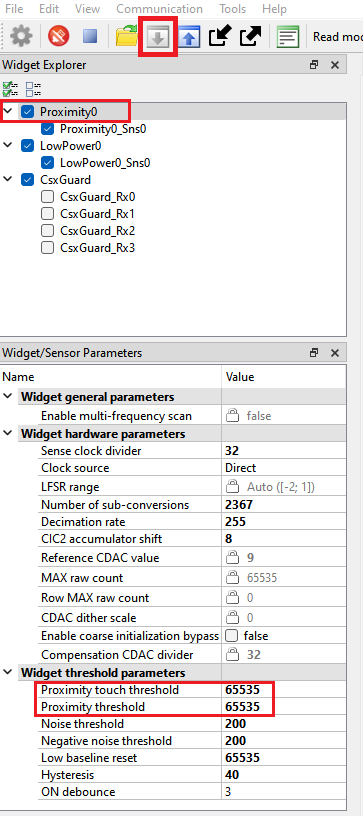 File Edit View Communication Tools Help
Read mod
Widget Explorer
Proximity0
Proximity0_Sns0
LowPower0
LowPower0_Sns0
CsxGuard
CsxGuard_Rx0
CsxGuard_Rx1
CsxGuard_Rx2
CsxGuard_Rx3
Widget/Sensor Parameters
Name Value
Widget general parameters
Enable multi-frequency scan false
Widget hardware parameters
Sense clock divider 32
Clock source Direct
LFSR range Auto ([-2; 1])
Number of sub-conversions 2367
Decimation rate 255
CIC2 accumulator shift 8
Reference CDAC value 9
MAX raw count 65535
Row MAX raw count 0
CDAC dither scale 0
Enable coarse initialization bypass false
Compensation CDAC divider 32
Widget threshold parameters
Proximity touch threshold 65535
Proximity threshold 65535
Noise threshold 200
Negative noise threshold 200
Low baseline reset 65535
Hysteresis 40
ON debounce 3